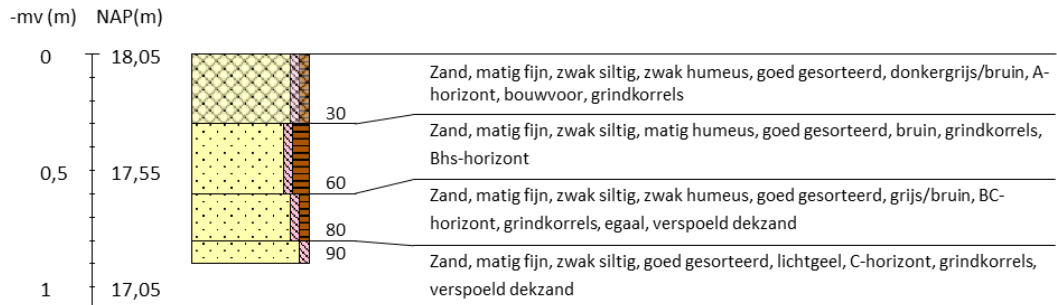 -mv (m) NAP(m)
0 18,05
Zand, matig fijn, zwak siltig, zwak humeus, goed gesorteerd, donkergrijs/bruin, A-
horizont, bouwvoor, grindkorrels
30
Zand, matig fijn, zwak siltig, matig humeus, goed gesorteerd, bruin, grindkorrels,
Bhs-horizont
0,5 17,55
60
Zand, matig fijn, zwak siltig, zwak humeus, goed gesorteerd, grijs/bruin, BC-
horizont, grindkorrels, egaal, verspoeld dekzand
80
90
Zand, matig fijn, zwak siltig, goed gesorteerd, lichtgeel, C-horizont, grindkorrels,
verspoeld dekzand
1 17,05